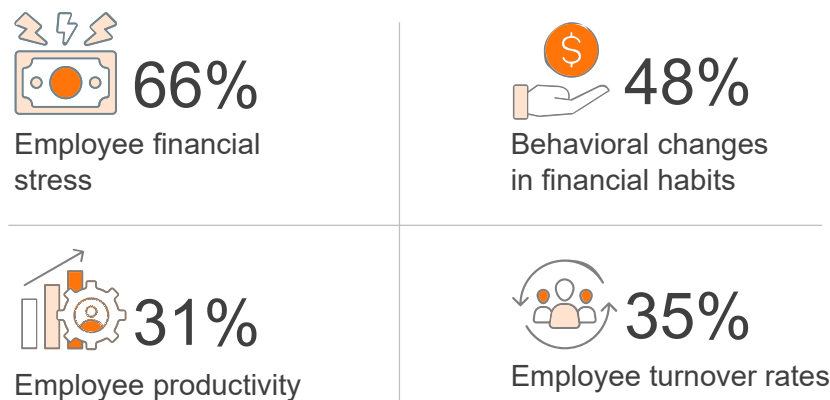 66%
Employee financial
stress
$
48%
Behavioral changes
in financial habits
31%
Employee productivity
35%
Employee turnover rates